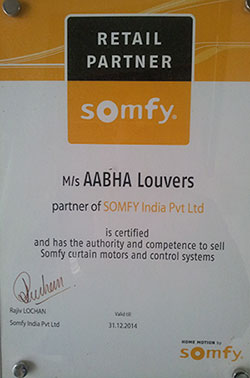 RETAIL
PARTNER
somfy.
M/s AABHA Louvers
partner of SOMFY India Pvt Ltd
is certified
and has the authority and competence to sell
Somfy curtain motors and control systems
Rajiv LOCHAN
Somfy India Pvt Ltd
Valid till
31.12.2014
HOME MOTION by
somfy.